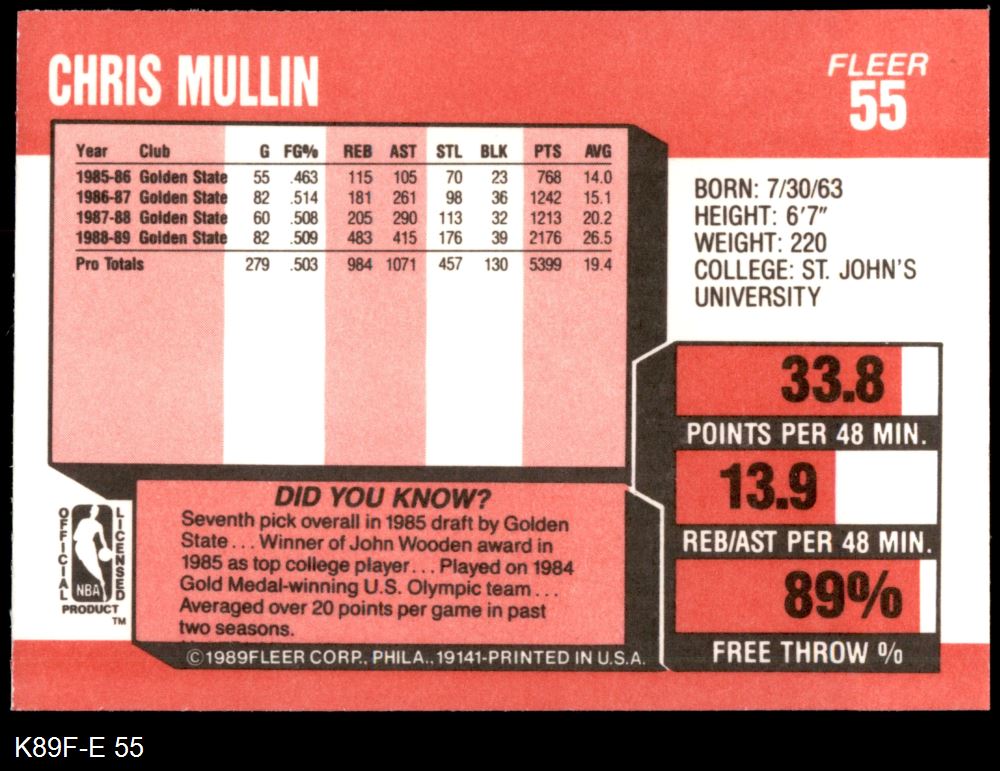 CHRIS MULLIN
FLEER
55
Year Club G FG% REB AST STL BLK PTS AVG
1985-86 Golden State 55 .463 115 105 70 23 768 14.0
1986-87 Golden State 82 .514 181 261 98 36 1242 15.1
1987-88 Golden State 60 .508 205 290 113 32 1213 20.2
1988-89 Golden State 82 .509 483 415 176 39 2176 26.5
Pro Totals 279 .503 984 1071 457 130 5399 19.4
BORN: 7/30/63
HEIGHT: 6'7"
WEIGHT: 220
COLLEGE: ST. JOHN'S
UNIVERSITY
33.8
POINTS PER 48 MIN.
13.9
REB/AST PER 48 MIN.
89%
FREE THROW %
DID YOU KNOW?
Seventh pick overall in 1985 draft by Golden
State... Winner of John Wooden award in
1985 as top college player... Played on 1984
Gold Medal-winning U.S. Olympic team...
Averaged over 20 points per game in past
two seasons.
OFFICIAL
NBA
LICENSED
PRODUCT
TM
©1989 FLEER CORP., PHILA., 19141-PRINTED IN U.S.A.
K89F-E 55